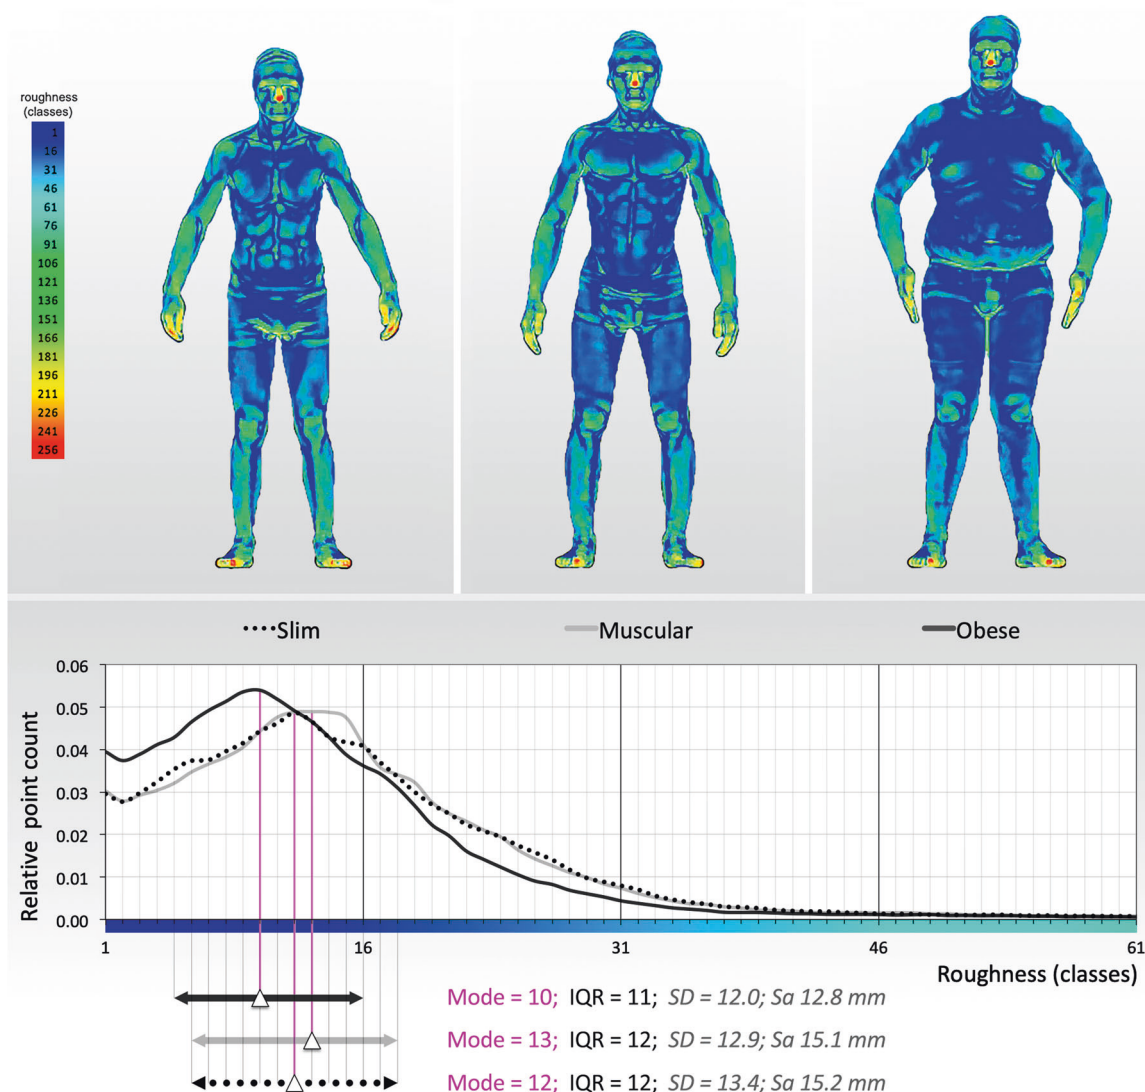 roughness
(classes)
1
16
31
46
61
76
91
106
121
136
151
166
181
196
211
226
241
256
Slim Muscular Obese
Relative point count
0.06
0.05
0.04
0.03
0.02
0.01
0.00
1 16 31 46 61
Roughness (classes)
Mode = 10; IQR = 11; SD = 12.0; Sa 12.8 mm
Mode = 13; IQR = 12; SD = 12.9; Sa 15.1 mm
Mode = 12; IQR = 12; SD = 13.4; Sa 15.2 mm